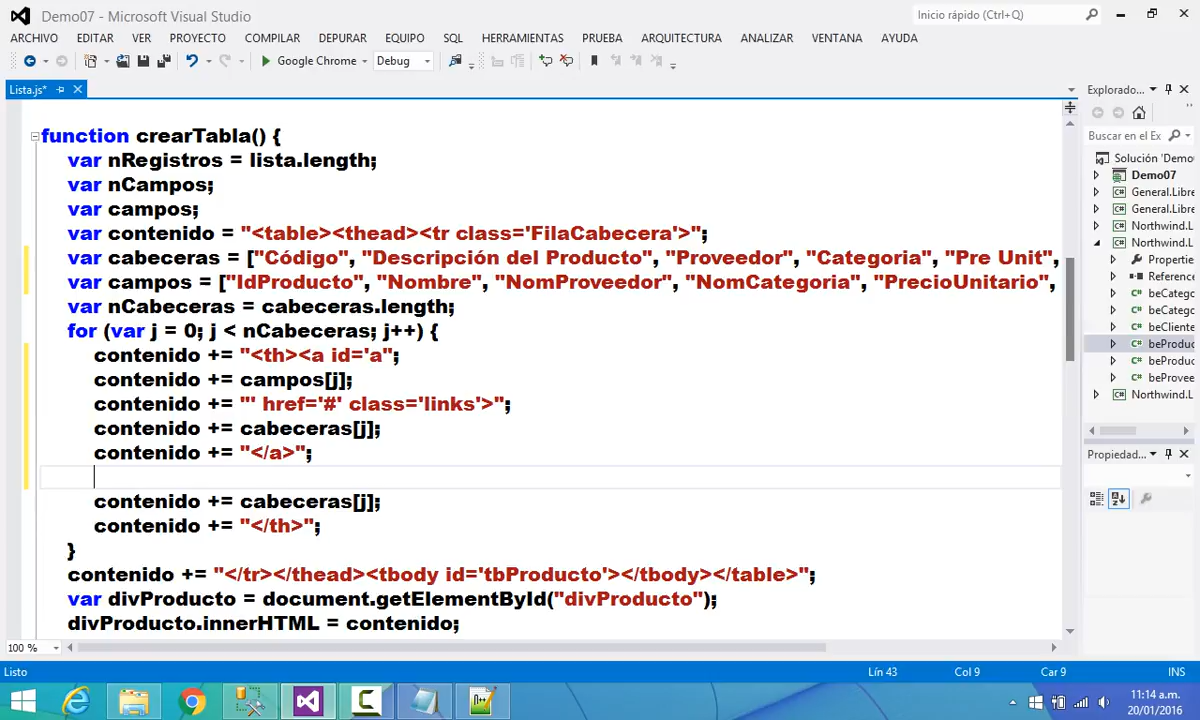 Demo07 - Microsoft Visual Studio
Inicio rápido (Ctrl+Q)
ARCHIVO EDITAR VER PROYECTO COMPILAR DEPURAR EQUIPO SQL HERRAMIENTAS PRUEBA ARQUITECTURA ANALIZAR VENTANA AYUDA
Google Chrome Debug
Lista.js*
function crearTabla() {
var nRegistros = lista.length;
var nCampos;
var campos;
var contenido = "<table><thead><tr class='FilaCabecera'>";
var cabeceras = ["Código", "Descripción del Producto", "Proveedor", "Categoria", "Pre Unit",
var campos = ["IdProducto", "Nombre", "NomProveedor", "NomCategoria", "PrecioUnitario",
var nCabeceras = cabeceras.length;
for (var j = 0; j < nCabeceras; j++) {
contenido += "<th><a id='a";
contenido += campos[j];
contenido += "' href='#' class='links'>";
contenido += cabeceras[j];
contenido += "</a>";
contenido += cabeceras[j];
contenido += "</th>";
}
contenido += "</tr></thead><tbody id='tbProducto'></tbody></table>";
var divProducto = document.getElementById("divProducto");
divProducto.innerHTML = contenido;
100 %
Explorado...
Buscar en el Ex
Solución 'Demo
Demo07
General.Libre
General.Libre
Northwind.L
Northwind.L
Propertie
Reference
beCatego
beCatego
beCliente
beProduc
beProduc
beProvee
Northwind.L
Propiedad...
Listo Lín 43 Col 9 Car 9 INS
11:14 a.m.
20/01/2016